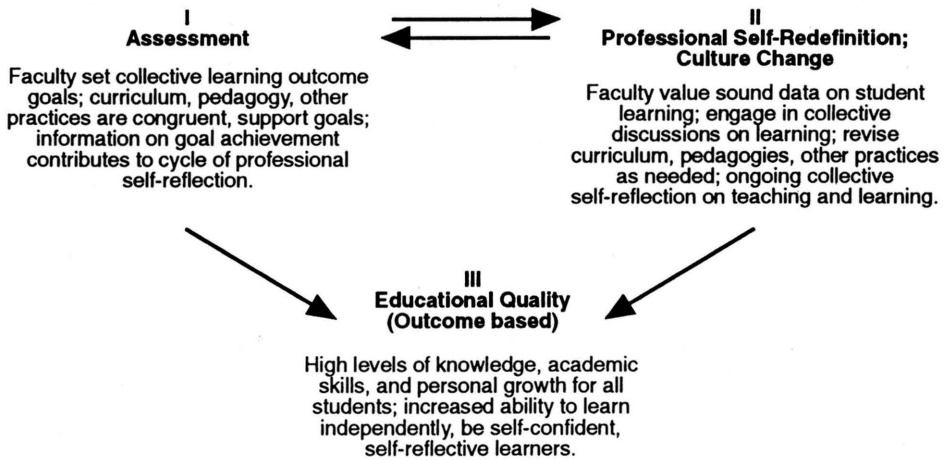 I
Assessment
Faculty set collective learning outcome
goals; curriculum, pedagogy, other
practices are congruent, support goals;
information on goal achievement
contributes to cycle of professional
self-reflection.
II
Professional Self-Redefinition;
Culture Change
Faculty value sound data on student
learning; engage in collective
discussions on learning; revise
curriculum, pedagogies, other practices
as needed; ongoing collective
self-reflection on teaching and learning.
III
Educational Quality
(Outcome based)
High levels of knowledge, academic
skills, and personal growth for all
students; increased ability to learn
independently, be self-confident,
self-reflective learners.